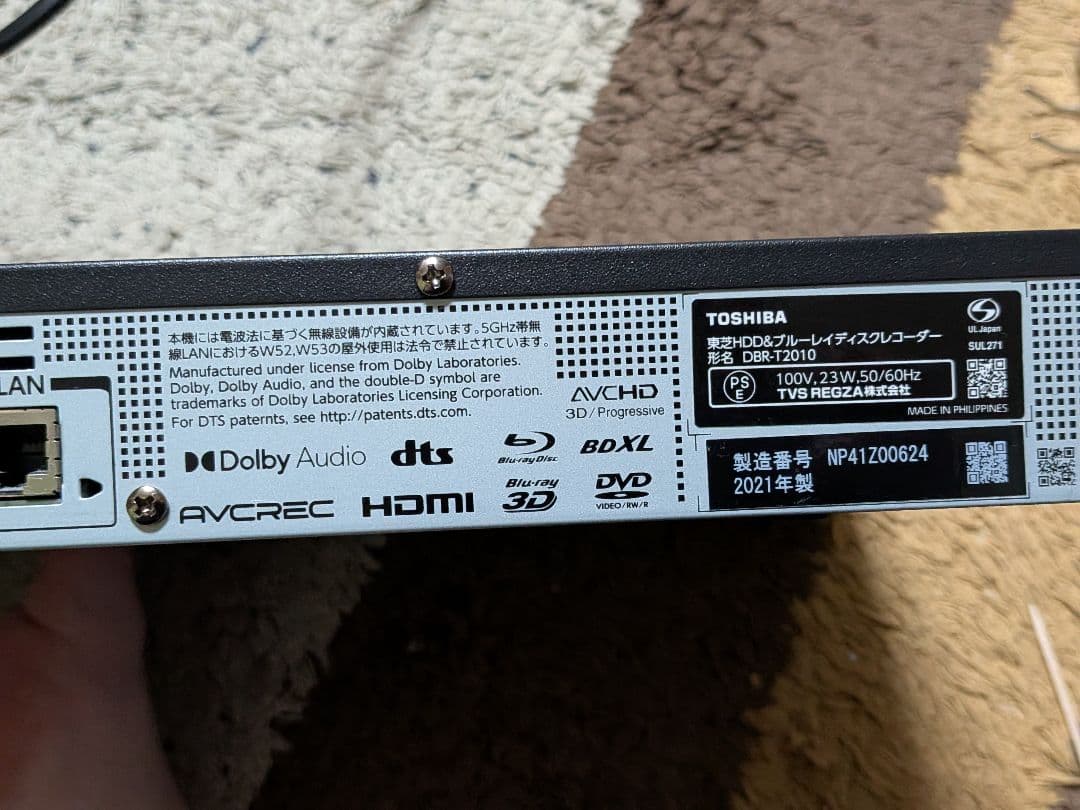 LAN
本機には電波法に基づく無線設備が内蔵されています。5GHz帯無
線LANにおけるW52,W53の屋外使用は法令で禁止されています。
Manufactured under license from Dolby Laboratories.
Dolby, Dolby Audio, and the double-D symbol are
trademarks of Dolby Laboratories Licensing Corporation.
For DTS paternts, see http://patents.dts.com.
AVCHD
3D/Progressive
Dolby Audio
dts
Blu-ray Disc
BDXL
AVCREC
HDMI
Blu-ray
3D
DVD
VIDEO/RW/R
TOSHIBA
東芝HDD&ブルーレイディスクレコーダー
形名 DBR-T2010
PS
E
100V, 23W, 50/60Hz
TVS REGZA株式会社
MADE IN PHILIPPINES
UL Japan
SUL271
製造番号 NP41Z00624
2021年製